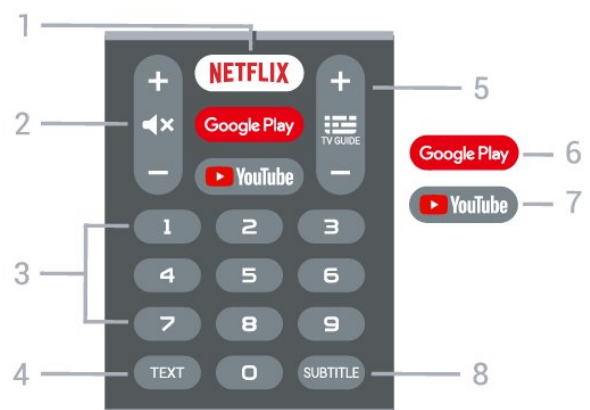 1
NETFLIX
+ +
5
2
Google Play
TV GUIDE
Google Play
6
− −
YouTube
YouTube
7
1 2 3
3
4 5 6
7 8 9
4
TEXT 0 SUBTITLE
8